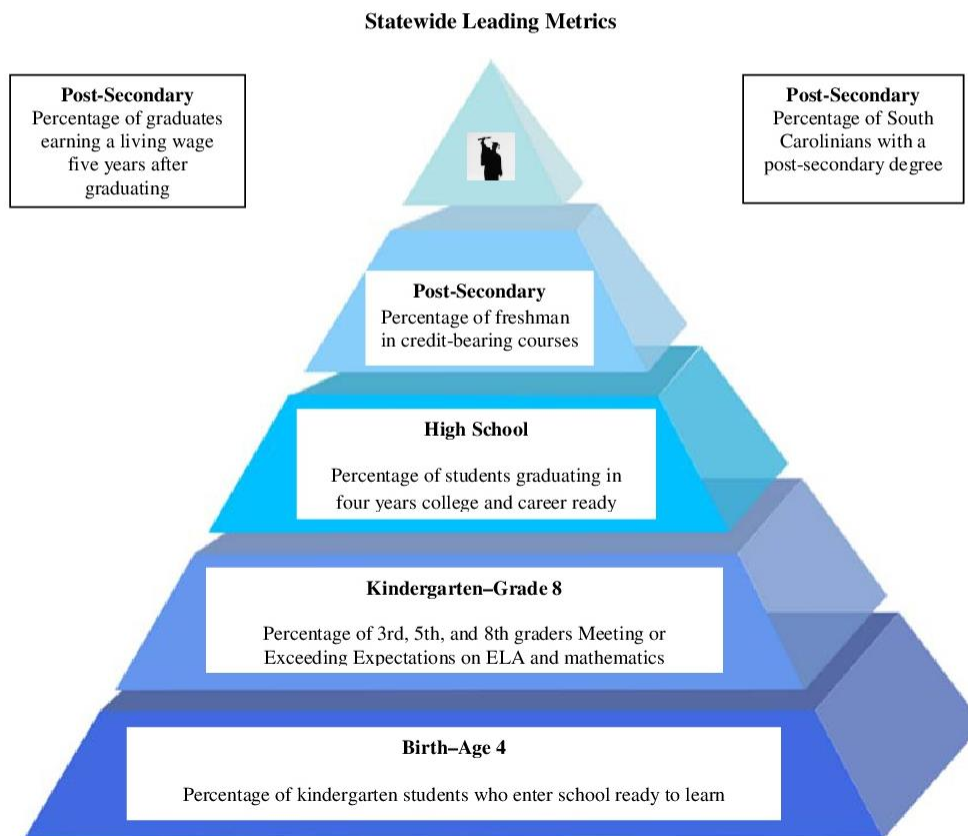 Statewide Leading Metrics
Post-Secondary
Percentage of graduates
earning a living wage
five years after
graduating
Post-Secondary
Percentage of South
Carolinians with a
post-secondary degree
Post-Secondary
Percentage of freshman
in credit-bearing courses
High School
Percentage of students graduating in
four years college and career ready
Kindergarten–Grade 8
Percentage of 3rd, 5th, and 8th graders Meeting or
Exceeding Expectations on ELA and mathematics
Birth–Age 4
Percentage of kindergarten students who enter school ready to learn